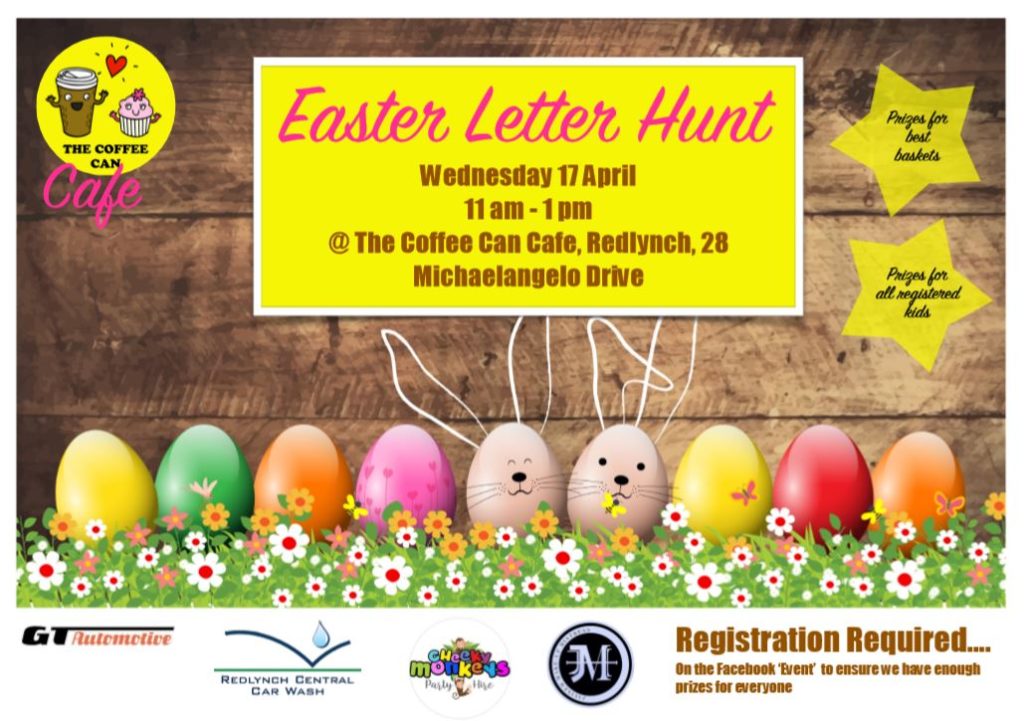 THE COFFEE
CAN
Cafe
Easter Letter Hunt
Wednesday 17 April
11 am - 1 pm
@ The Coffee Can Cafe, Redlynch, 28
Michaelangelo Drive
Prizes for
best
baskets
Prizes for
all registered
kids
GT Automotive
REDLYNCH CENTRAL
CAR WASH
CHEEKY
MONKEYS
Party Hire
Registration Required....
On the Facebook 'Event' to ensure we have enough
prizes for everyone